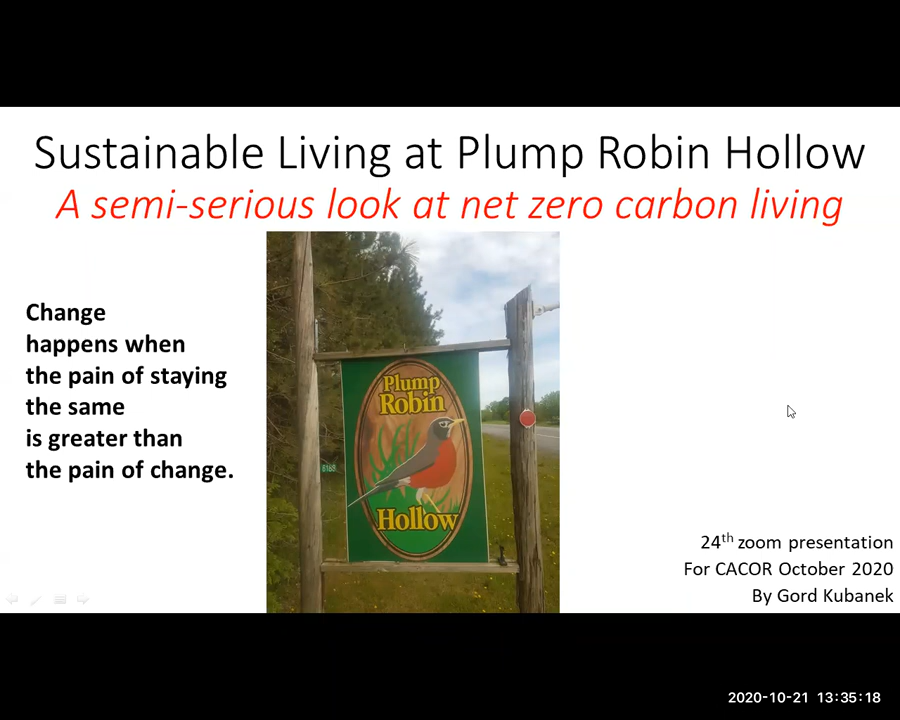 Sustainable Living at Plump Robin Hollow
A semi-serious look at net zero carbon living
Change
happens when
the pain of staying
the same
is greater than
the pain of change.
Plump
Robin
Hollow
8168
24th zoom presentation
For CACOR October 2020
By Gord Kubanek
2020-10-21 13:35:18